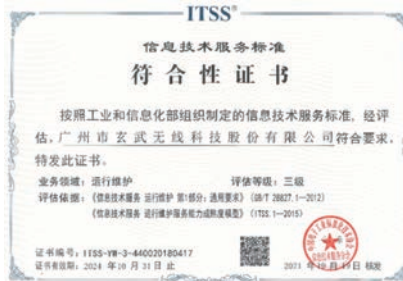 ITSS®
信息技术服务标准
符合性证书
按照工业和信息化部组织制定的信息技术服务标准，经评
估，广州市玄武无线科技股份有限公司符合要求，
特发此证书。
业务领域：运行维护 评估等级：三级
评估依据：《信息技术服务 运行维护 第1部分：通用要求》（GB/T 28827.1—2012）
《信息技术服务 运行维护服务能力成熟度模型》（ITSS.1—2015）
证书编号：ITSS-YW-3-440020180417
证书有效期：2024 年 10 月 31 日 止
2021 年 10 月 19 日 核发